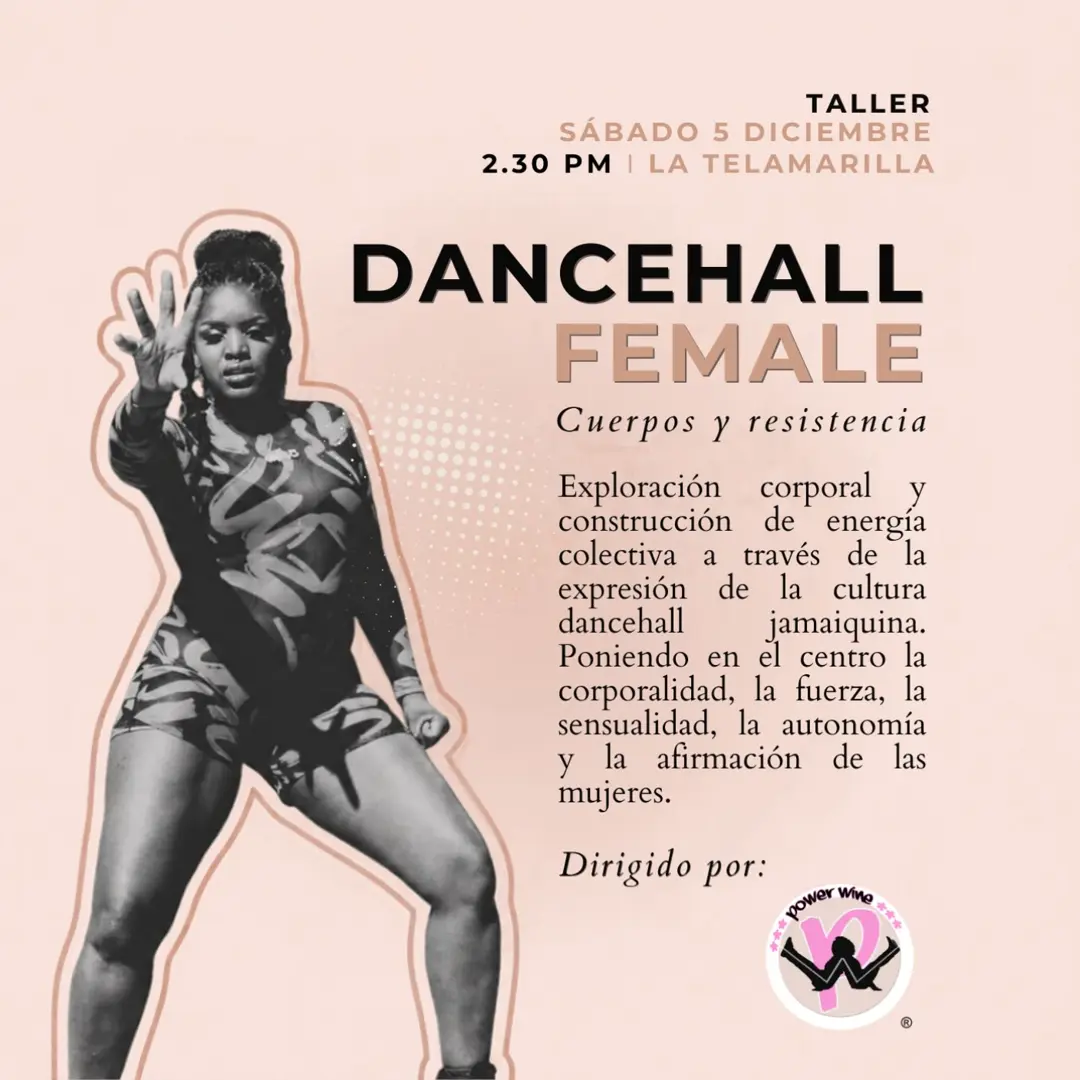 TALLER
SÁBADO 5 DICIEMBRE
2.30 PM | LA TELAMARILLA
DANCEHALL
FEMALE
Cuerpos y resistencia
Exploración corporal y
construcción de energía
colectiva a través de la
expresión de la cultura
dancehall jamaiquina.
Poniendo en el centro la
corporalidad, la fuerza, la
sensualidad, la autonomía
y la afirmación de las
mujeres.
Dirigido por:
power wine
P
W
®